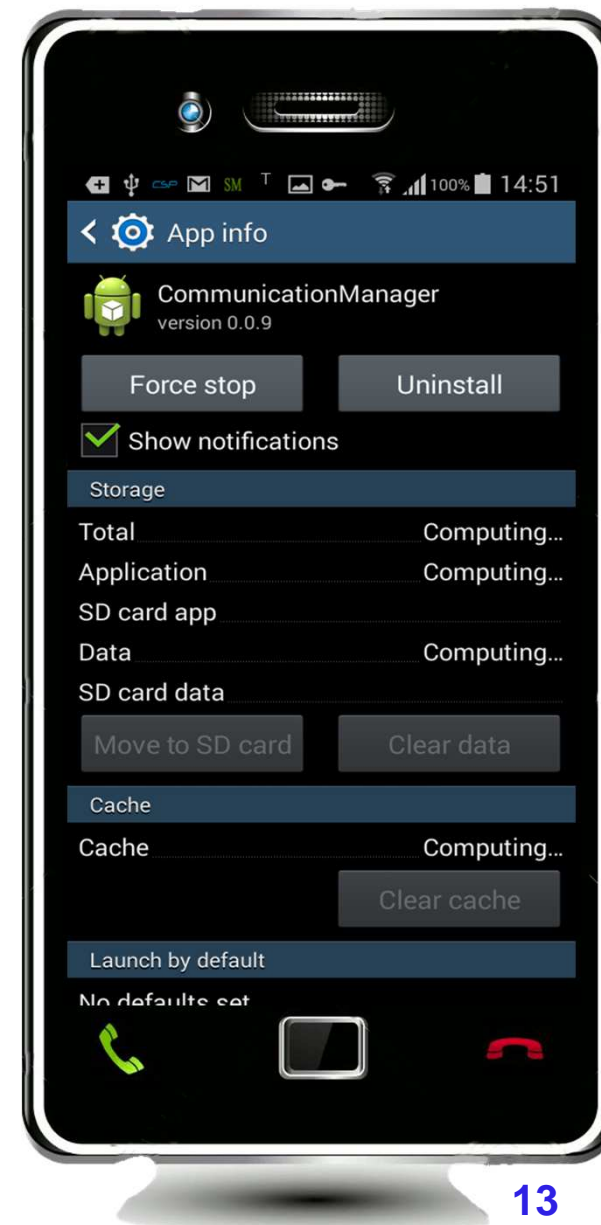 CSP SM T 100% 14:51
App info
CommunicationManager
version 0.0.9
Force stop Uninstall
Show notifications
Storage
Total Computing...
Application Computing...
SD card app
Data Computing...
SD card data
Move to SD card Clear data
Cache
Cache Computing...
Clear cache
Launch by default
No defaults set
13